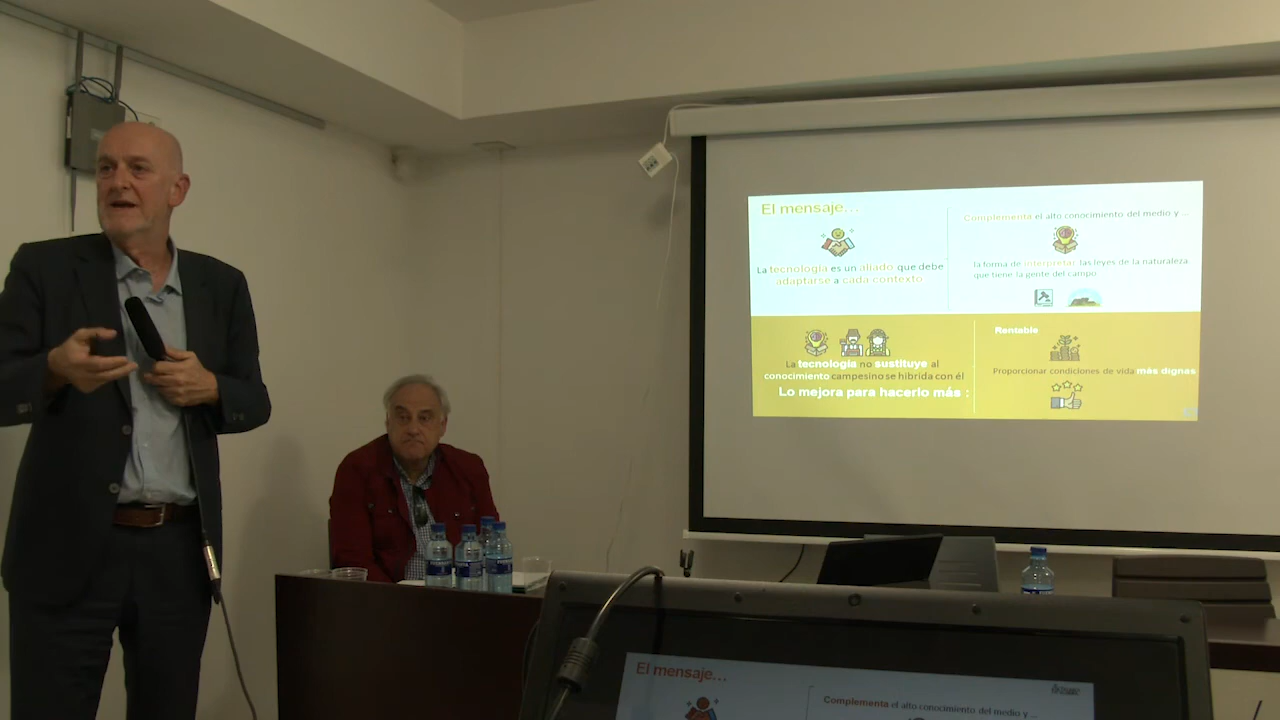 El mensaje...
La tecnología es un aliado que debe
adaptarse a cada contexto
Complementa el alto conocimiento del medio y ...
la forma de interpretar las leyes de la naturaleza
que tiene la gente del campo
La tecnología no sustituye al
conocimiento campesino se hibrida con él
Lo mejora para hacerlo más :
Rentable
Proporcionar condiciones de vida más dignas
El mensaje...
Complementa el alto conocimiento del medio y ...